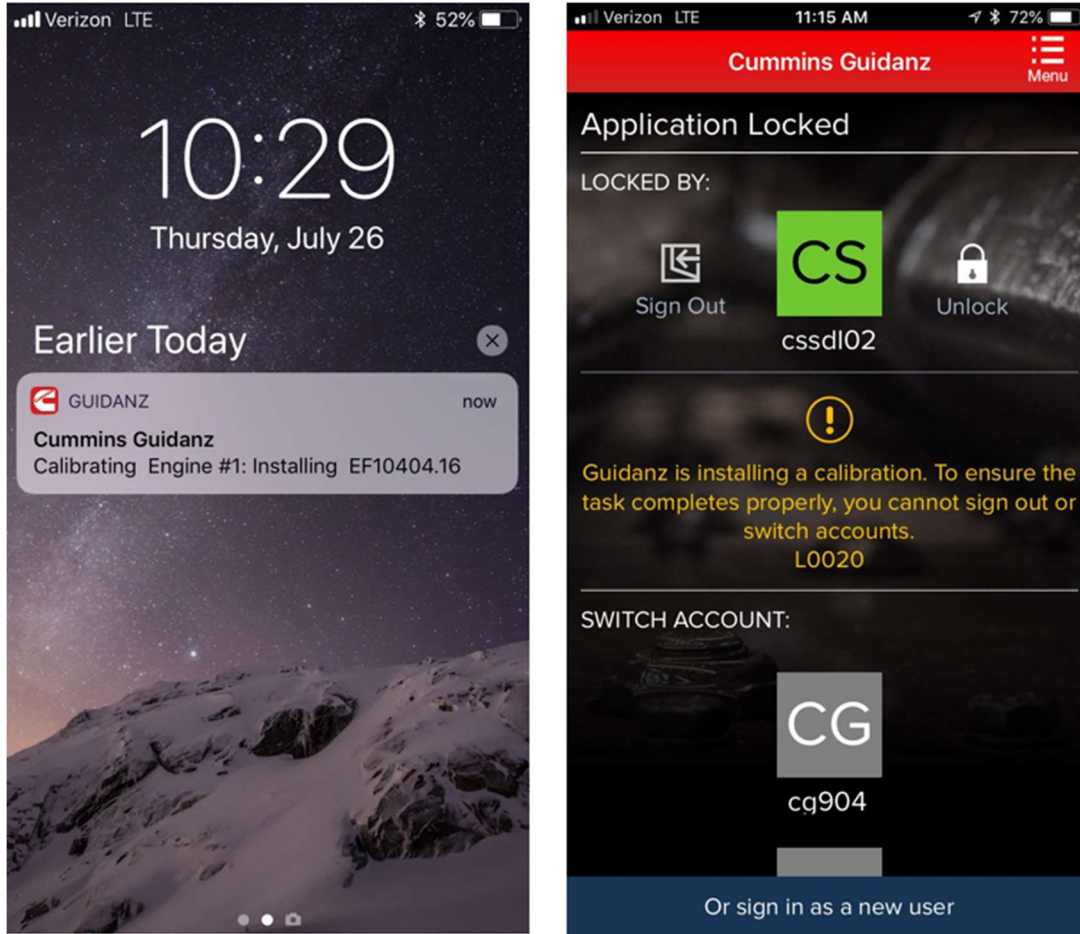 Verizon LTE 52%
10:29
Thursday, July 26
Earlier Today
GUIDANZ now
Cummins Guidanz
Calibrating Engine #1: Installing EF10404.16
Verizon LTE 11:15 AM 72%
Cummins Guidanz
Menu
Application Locked
LOCKED BY:
CS
Sign Out
Unlock
cssdl02
Guidanz is installing a calibration. To ensure the
task completes properly, you cannot sign out or
switch accounts.
L0020
SWITCH ACCOUNT:
CG
cg904
Or sign in as a new user